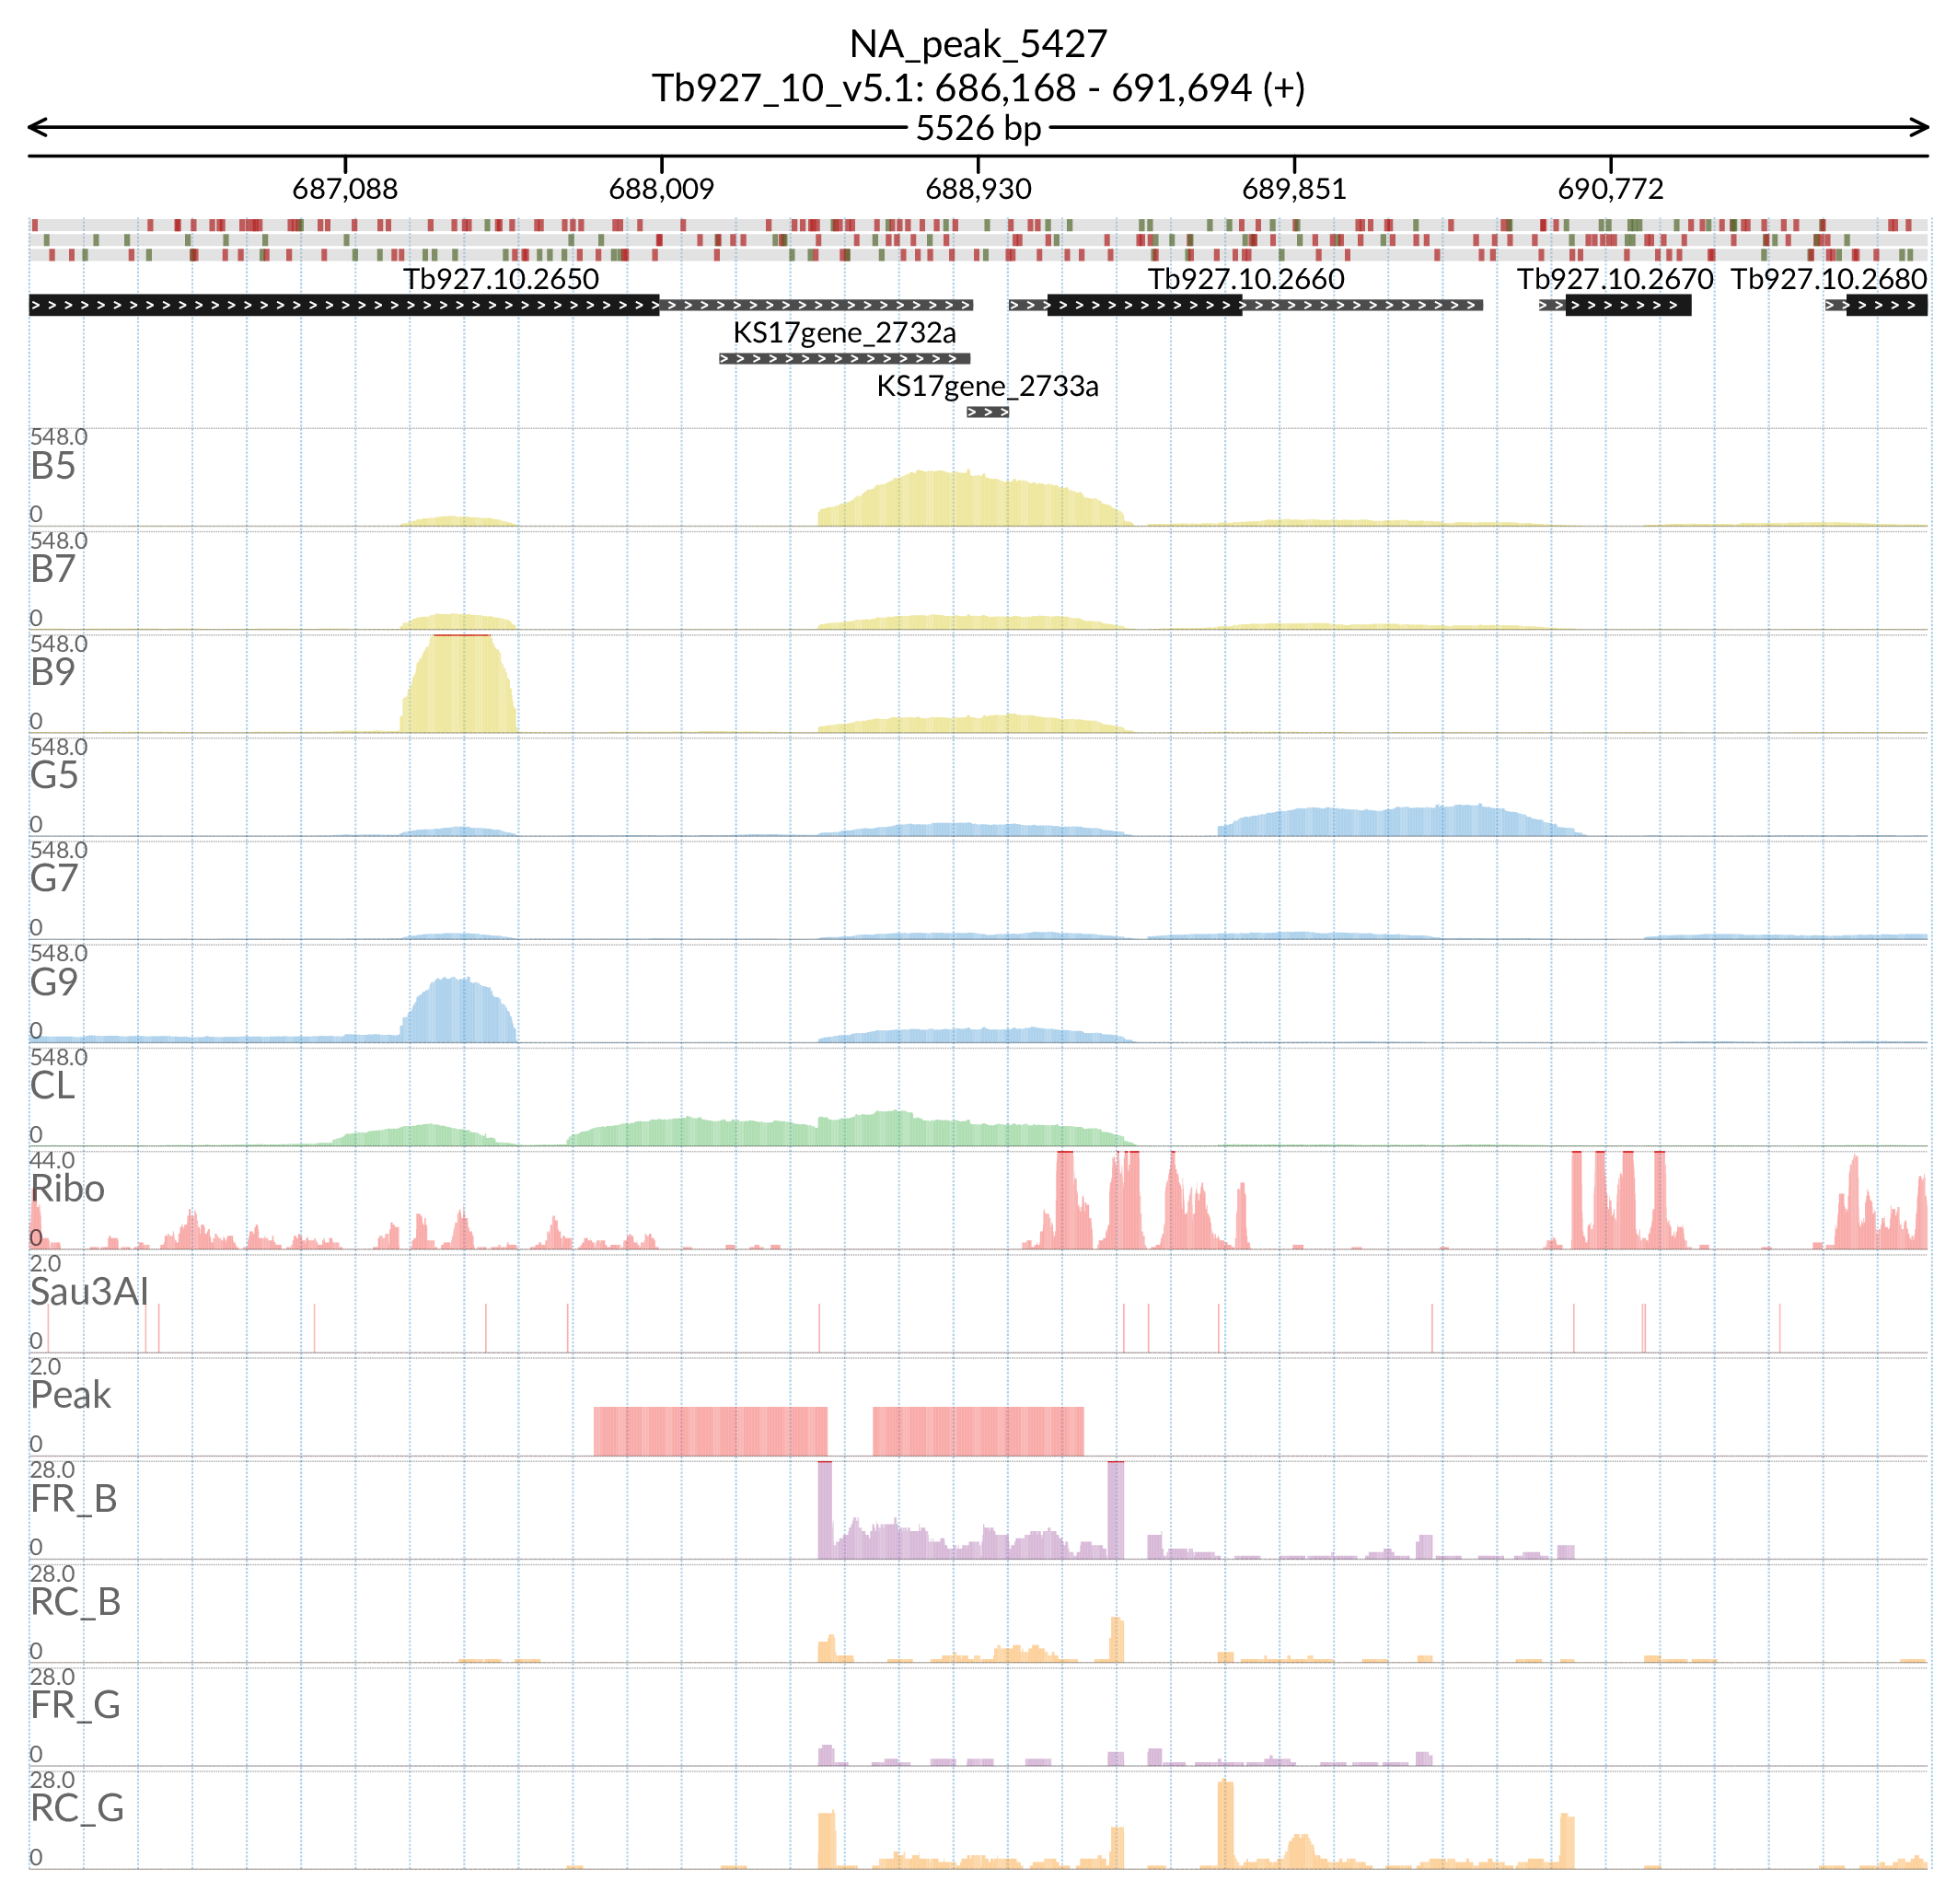 NA_peak_5427
Tb927_10_v5.1: 686,168 - 691,694 (+)
5526 bp
687,088 688,009 688,930 689,851 690,772
Tb927.10.2650 Tb927.10.2660 Tb927.10.2670 Tb927.10.2680
KS17gene_2732a
KS17gene_2733a
548.0
B5
0
548.0
B7
0
548.0
B9
0
548.0
G5
0
548.0
G7
0
548.0
G9
0
548.0
CL
0
44.0
Ribo
0
2.0
Sau3AI
0
2.0
Peak
0
28.0
FR_B
0
28.0
RC_B
0
28.0
FR_G
0
28.0
RC_G
0